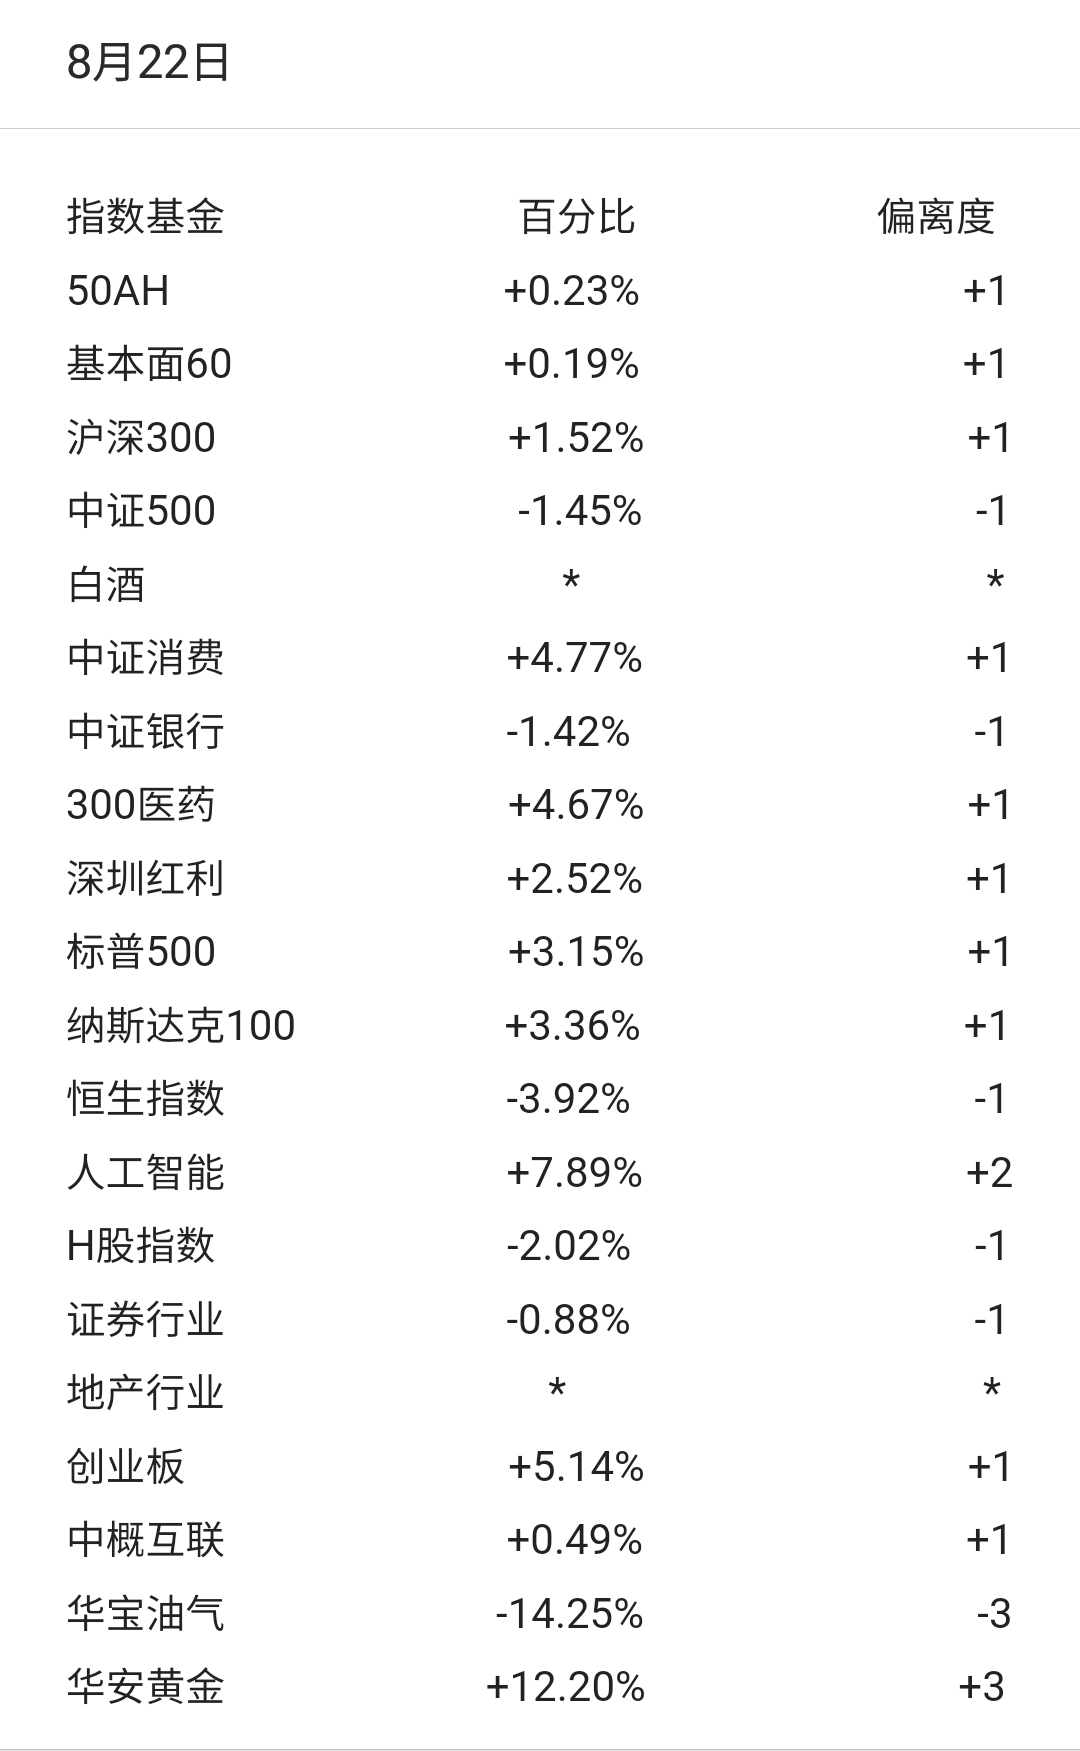 8月22日
指数基金 百分比 偏离度
50AH +0.23% +1
基本面60 +0.19% +1
沪深300 +1.52% +1
中证500 -1.45% -1
白酒 * *
中证消费 +4.77% +1
中证银行 -1.42% -1
300医药 +4.67% +1
深圳红利 +2.52% +1
标普500 +3.15% +1
纳斯达克100 +3.36% +1
恒生指数 -3.92% -1
人工智能 +7.89% +2
H股指数 -2.02% -1
证券行业 -0.88% -1
地产行业 * *
创业板 +5.14% +1
中概互联 +0.49% +1
华宝油气 -14.25% -3
华安黄金 +12.20% +3